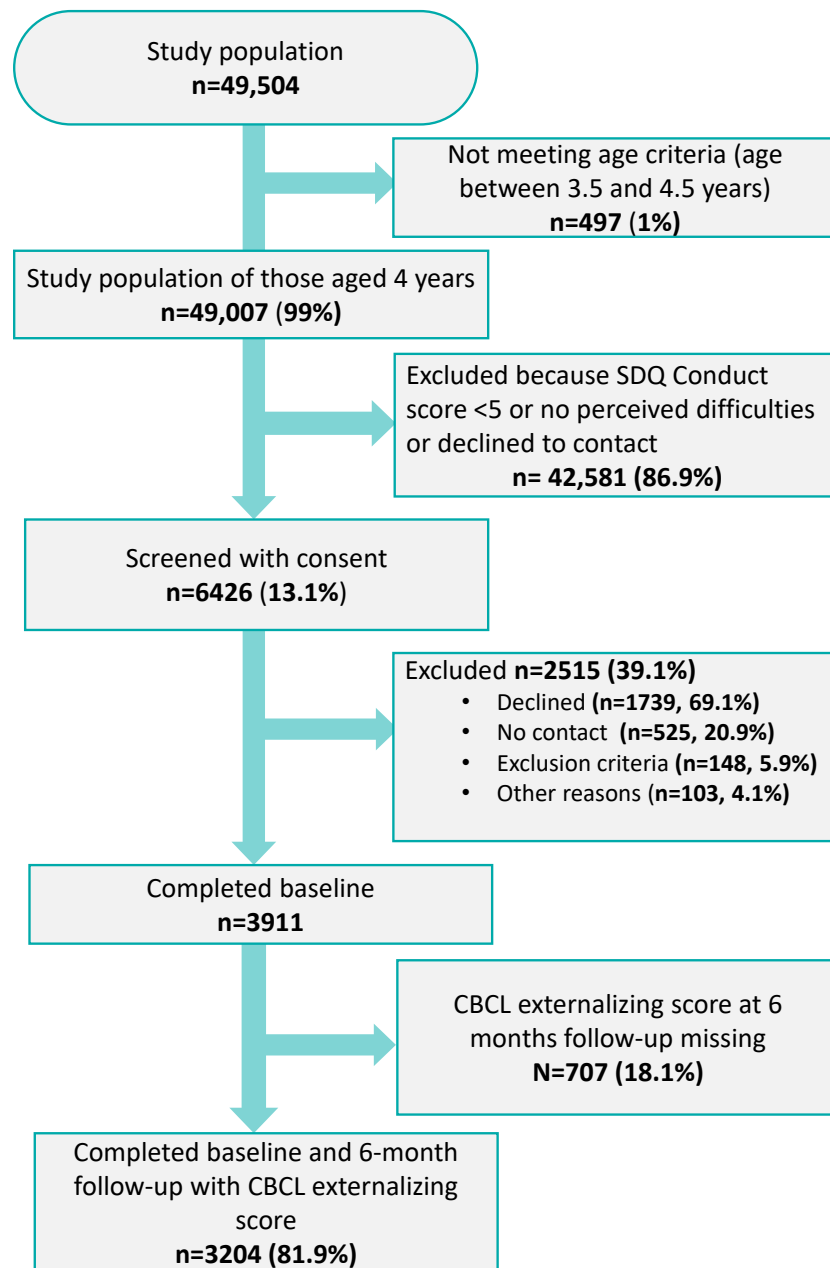 Study population
n=49,504
Not meeting age criteria (age
between 3.5 and 4.5 years)
n=497 (1%)
Study population of those aged 4 years
n=49,007 (99%)
Excluded because SDQ Conduct
score <5 or no perceived difficulties
or declined to contact
n= 42,581 (86.9%)
Screened with consent
n=6426 (13.1%)
Excluded n=2515 (39.1%)
• Declined (n=1739, 69.1%)
• No contact (n=525, 20.9%)
• Exclusion criteria (n=148, 5.9%)
• Other reasons (n=103, 4.1%)
Completed baseline
n=3911
CBCL externalizing score at 6
months follow-up missing
N=707 (18.1%)
Completed baseline and 6-month
follow-up with CBCL externalizing
score
n=3204 (81.9%)